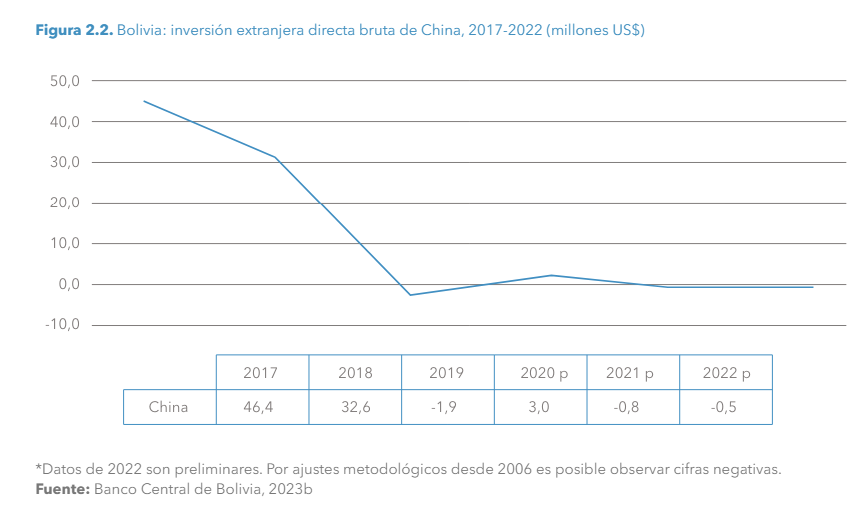 Figura 2.2. Bolivia: inversión extranjera directa bruta de China, 2017-2022 (millones US$)
50,0
40,0
30,0
20,0
10,0
0,0
-10,0
2017 2018 2019 2020 p 2021 p 2022 p
China 46,4 32,6 -1,9 3,0 -0,8 -0,5
*Datos de 2022 son preliminares. Por ajustes metodológicos desde 2006 es posible observar cifras negativas.
Fuente: Banco Central de Bolivia, 2023b